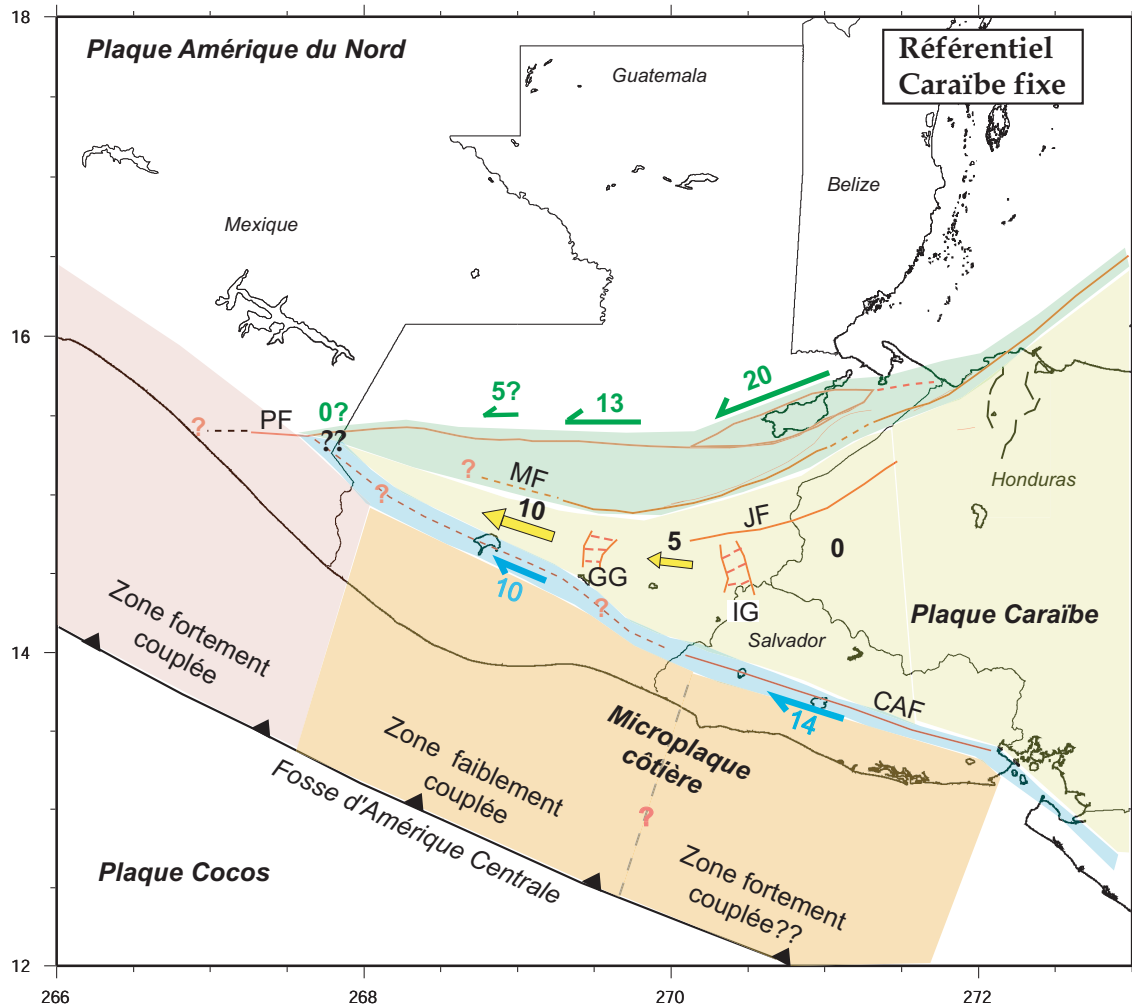 18
Plaque Amérique du Nord
Référentiel
Caraïbe fixe
Guatemala
Belize
Mexique
16
20
5?
13
0?
??
?
PF
?
MF
?
Honduras
10
JF
5
0
GG
10
?
IG
Plaque Caraïbe
Salvador
Zone fortement
couplée
14
CAF
14
Microplaque
côtière
Zone faiblement
couplée
?
Fosse d'Amérique Centrale
Plaque Cocos
Zone fortement
couplée??
12
266
268
270
272